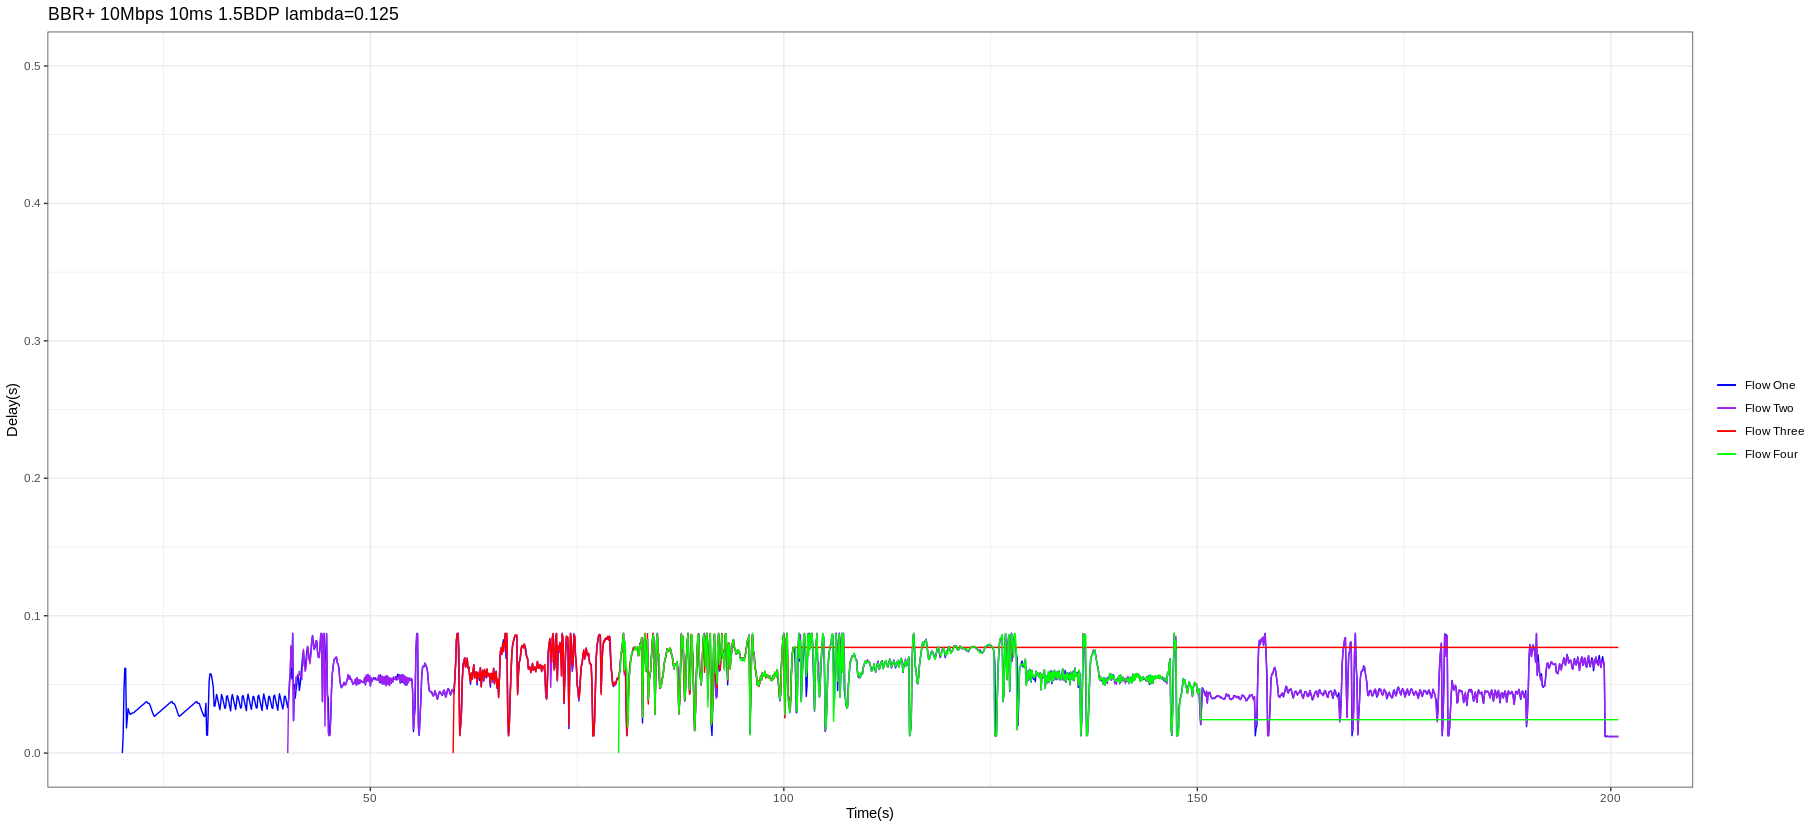 BBR+ 10Mbps 10ms 1.5BDP lambda=0.125
0.5
0.4
0.3
0.2
0.1
0.0
Delay(s)
50
100
150
200
Time(s)
Flow One
Flow Two
Flow Three
Flow Four